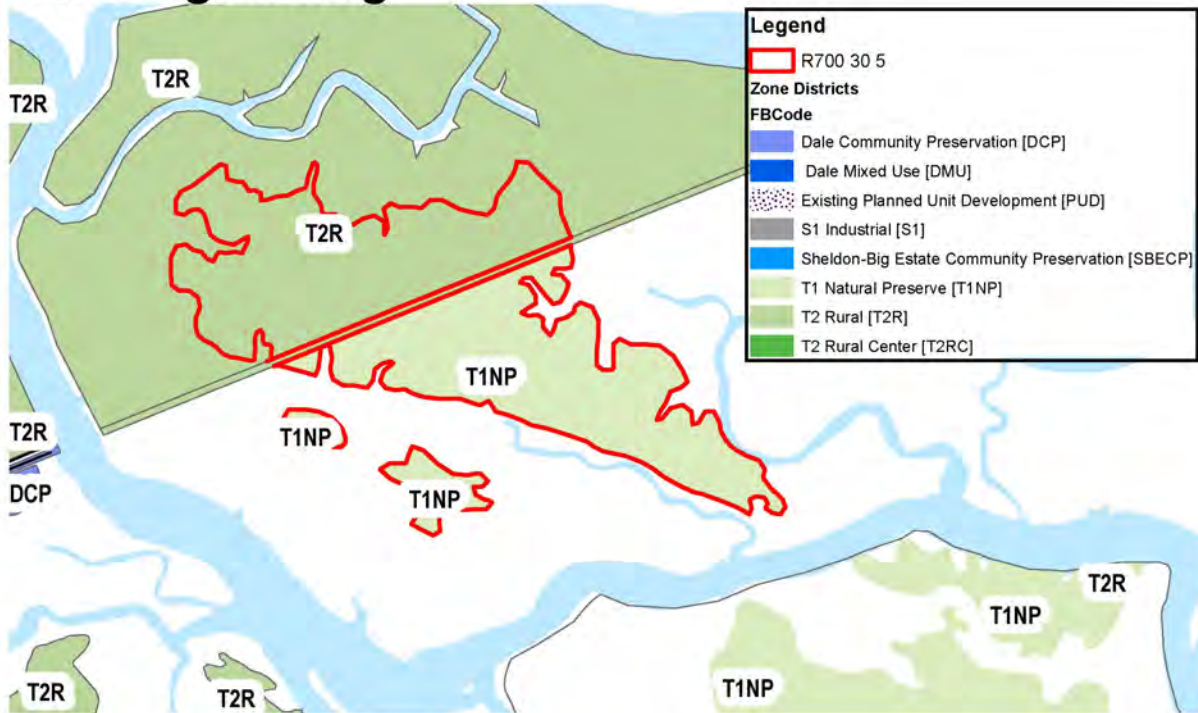 Legend
R700 30 5
Zone Districts
FBCode
Dale Community Preservation [DCP]
Dale Mixed Use [DMU]
Existing Planned Unit Development [PUD]
S1 Industrial [S1]
Sheldon-Big Estate Community Preservation [SBECP]
T1 Natural Preserve [T1NP]
T2 Rural [T2R]
T2 Rural Center [T2RC]
T2R
T2R
T2R
T1NP
T2R
T1NP
DCP
T1NP
T2R
T1NP
T2R
T2R
T1NP